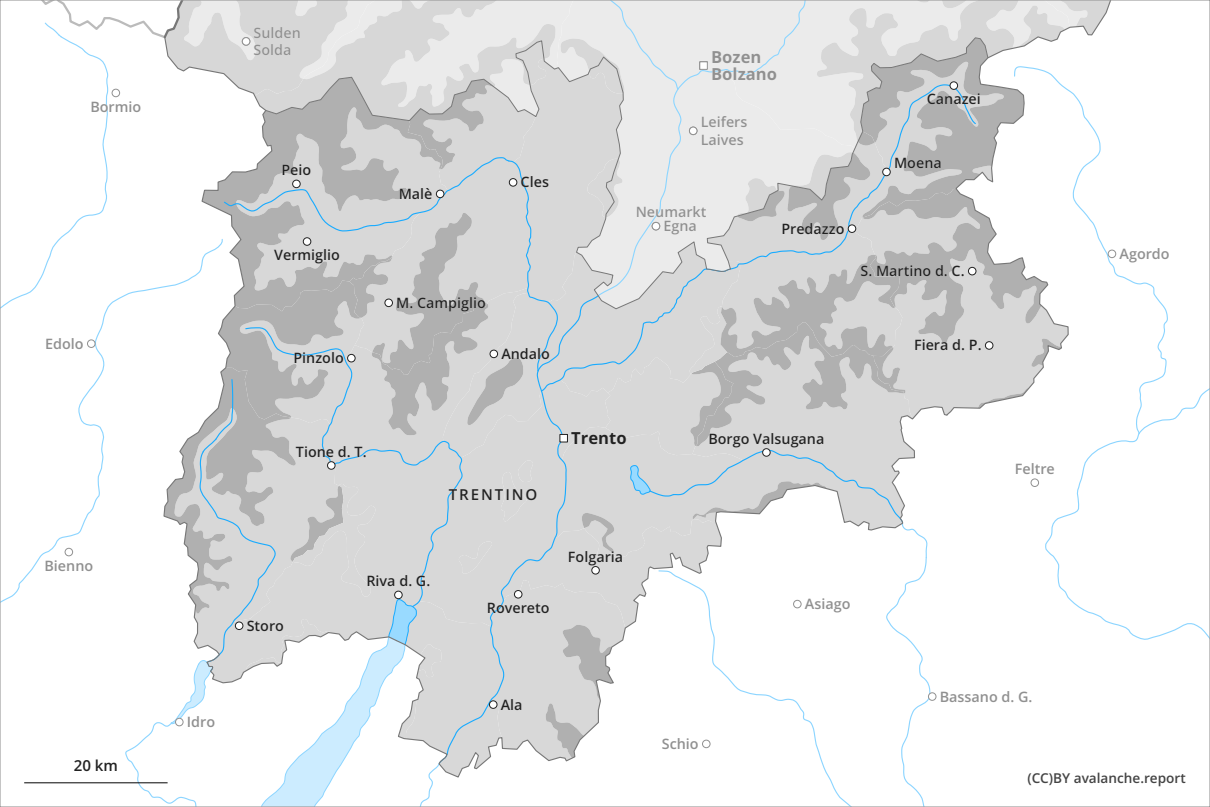 Sulden
Solda
Bozen
Bolzano
Bormio
Canazei
Leifers
Laives
Moena
Peio
Malè
Cles
Neumarkt
Egna
Predazzo
Vermiglio
Agordo
S. Martino d. C.
M. Campiglio
Edolo
Pinzolo
Andalo
Fiera d. P.
Trento
Borgo Valsugana
Tione d. T.
Feltre
TRENTINO
Bienno
Folgaria
Riva d. G.
Rovereto
Asiago
Storo
Bassano d. G.
Ala
Idro
Schio
20 km
(CC)BY avalanche.report